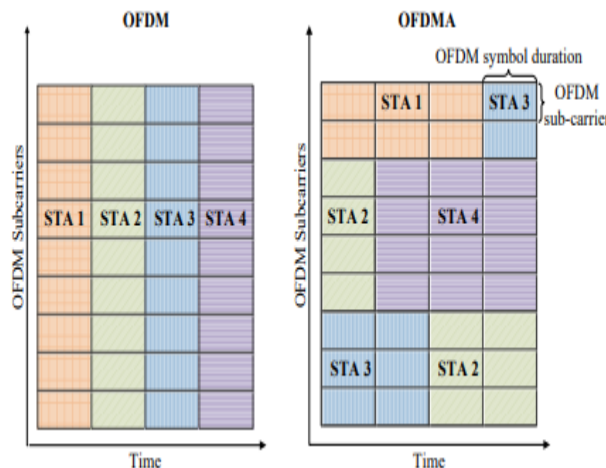 OFDM
OFDM Subcarriers
STA 1 STA 2 STA 3 STA 4
Time
OFDMA
OFDM symbol duration
OFDM
sub-carrier
OFDM Subcarriers
STA 1 STA 3
STA 2 STA 4
STA 3 STA 2
Time